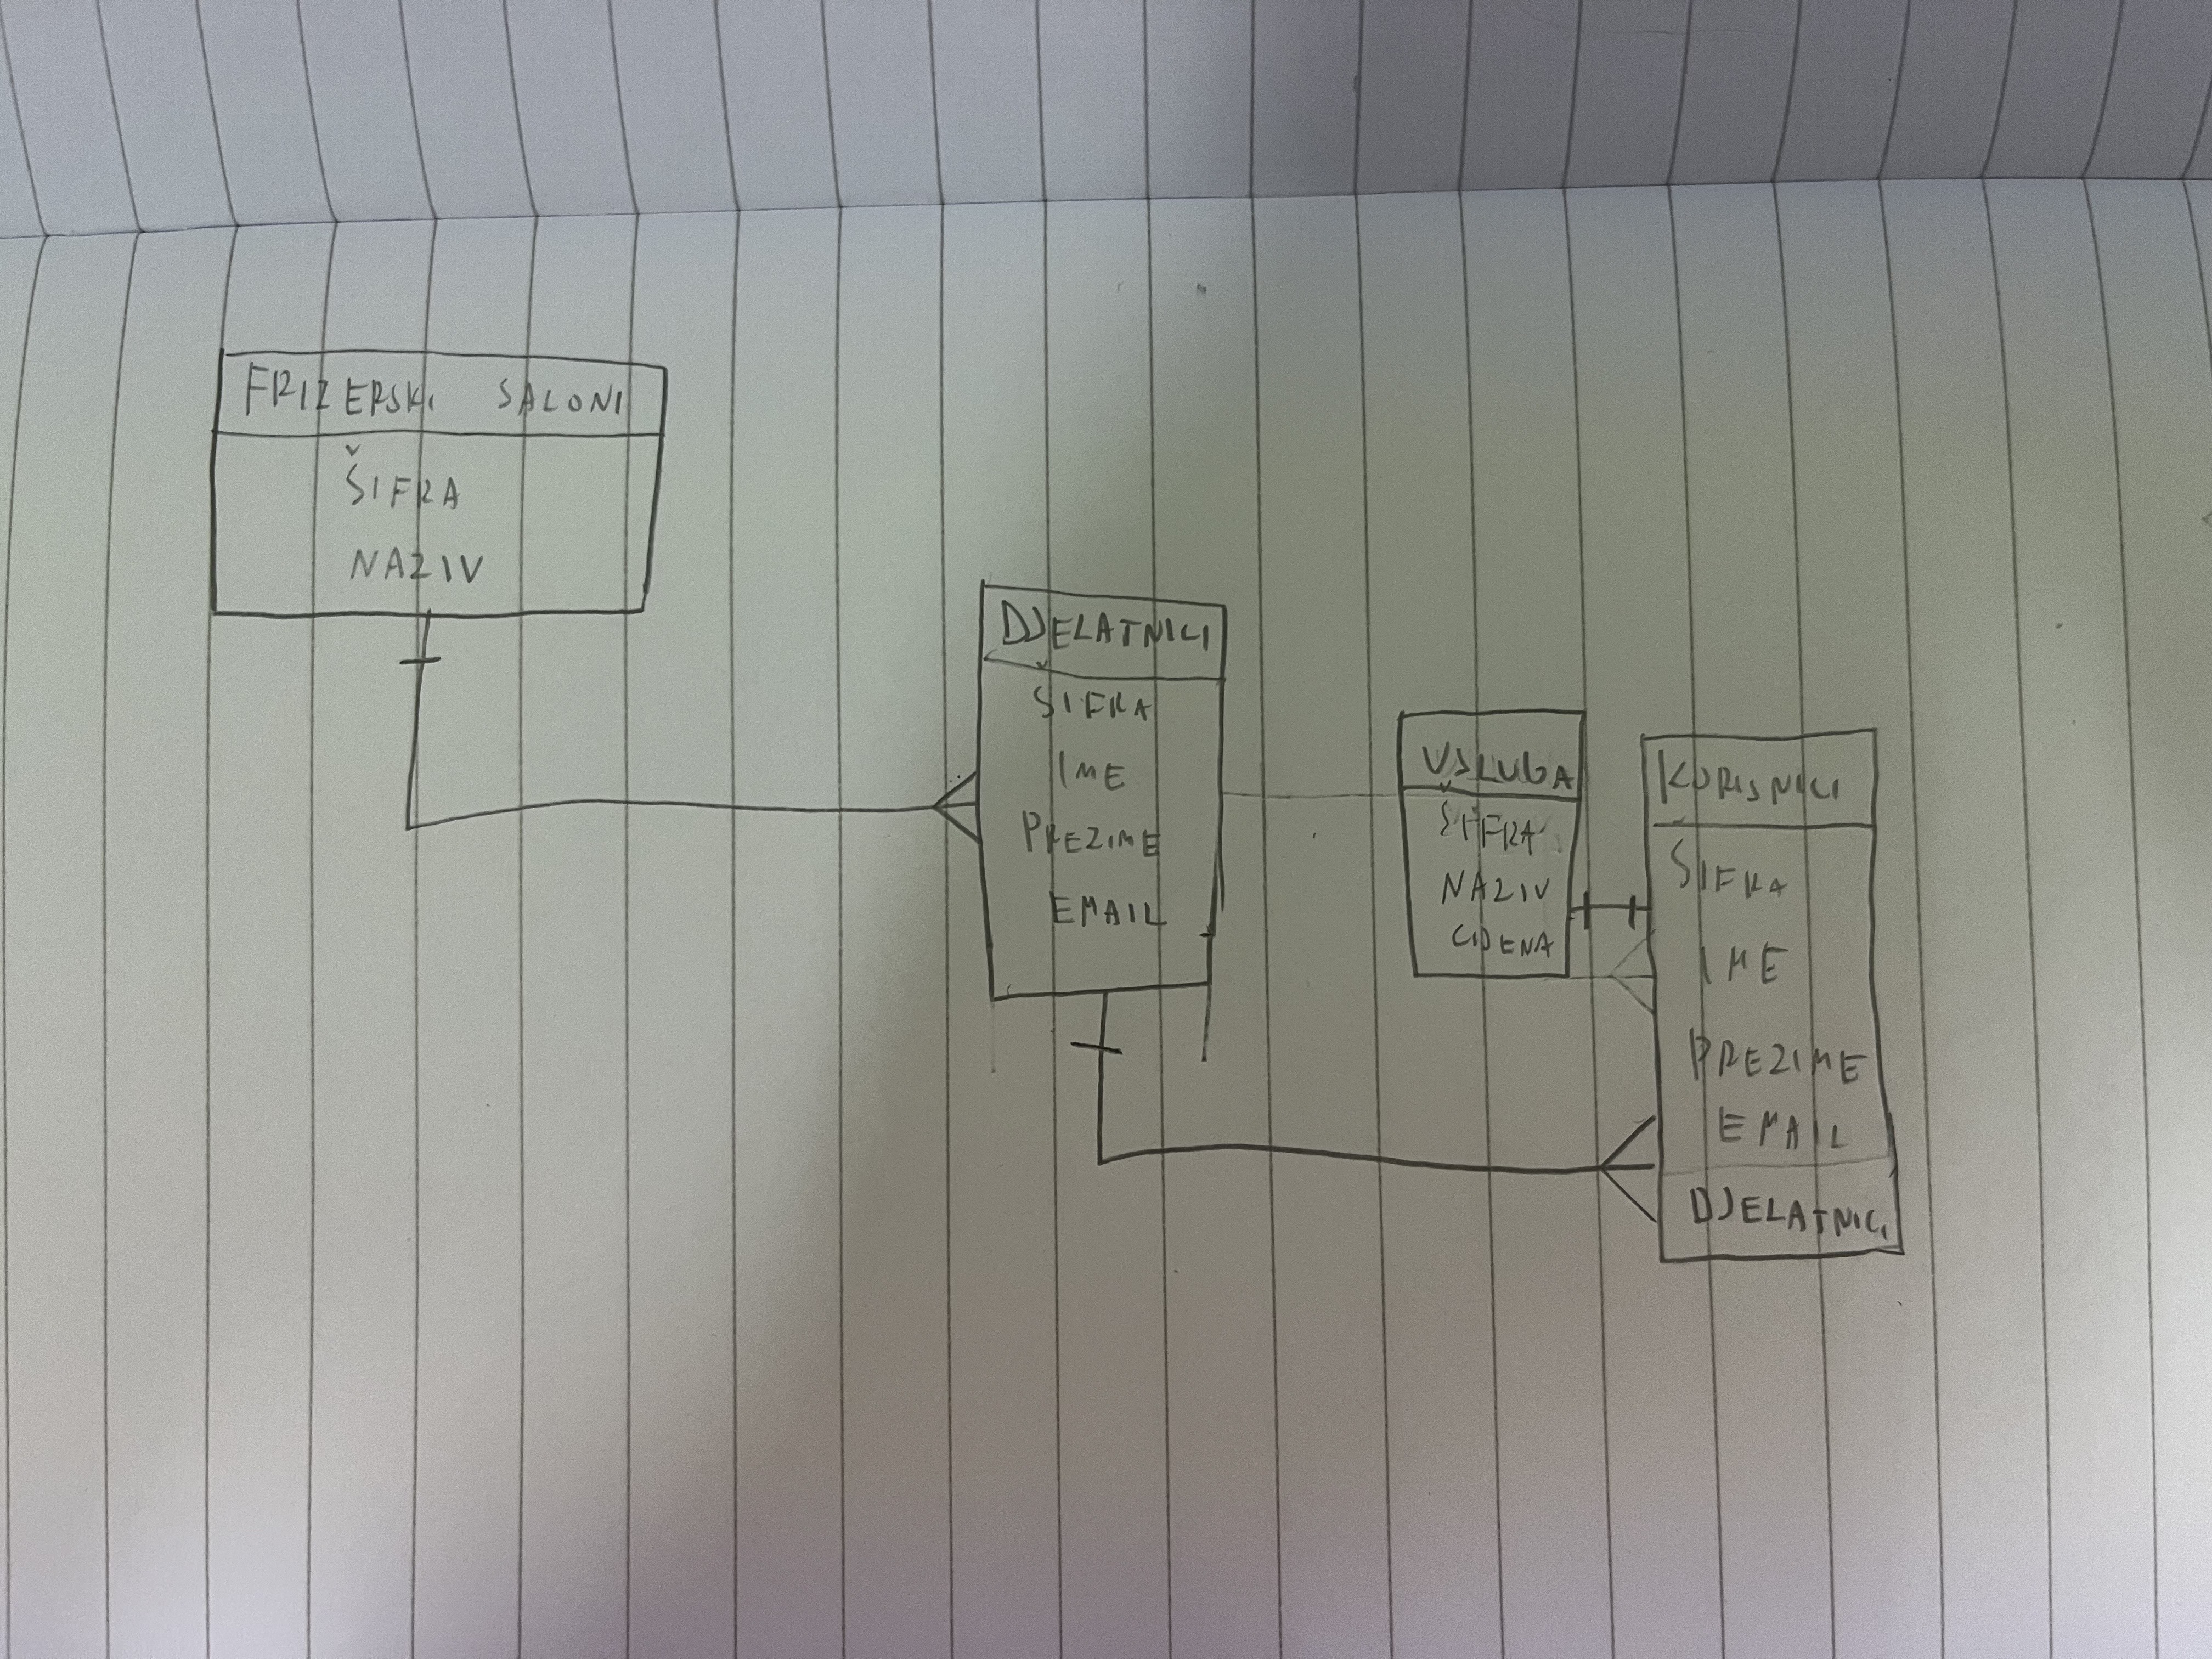 FRIZERSKI SALONI
ŠIFRA
NAZIV
DJELATNICI
ŠIFRA
IME
PREZIME
EMAIL
USLUGA
ŠIFRA
NAZIV
CIJENA
KORISNICI
ŠIFRA
IME
PREZIME
EMAIL
DJELATNICI